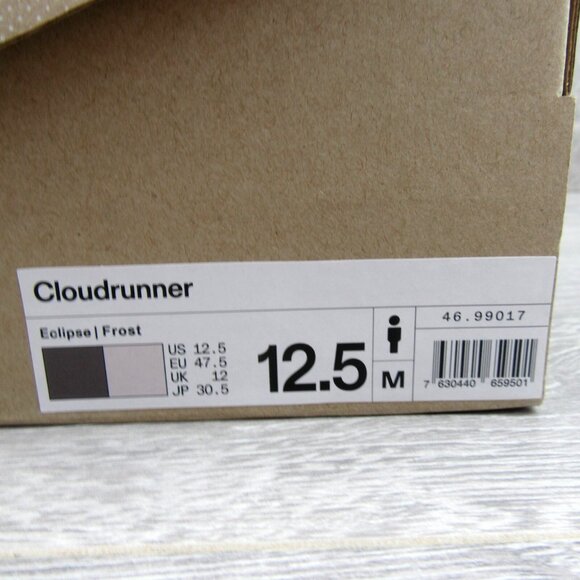 Cloudrunner
Eclipse | Frost
US 12.5
EU 47.5
UK 12
JP 30.5
12.5
M
46.99017
7 630440 659501